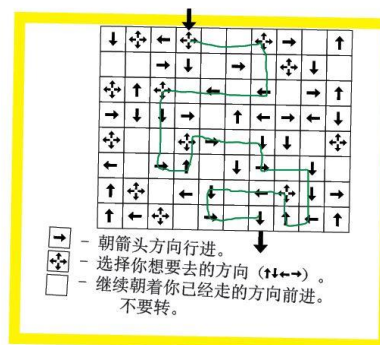 → - 朝箭头方向行进。
- 选择你想要去的方向（↑↓←→）。
- 继续朝着你已经走的方向前进。
不要转。